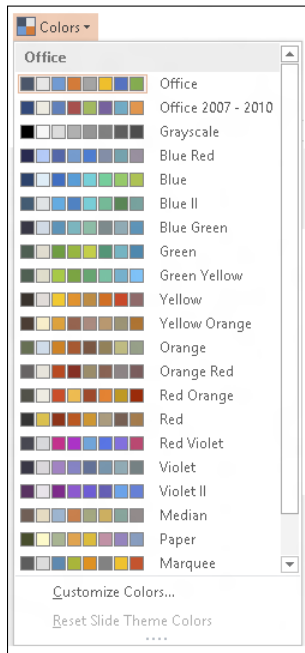 Colors
Office
Office
Office 2007 - 2010
Grayscale
Blue Red
Blue
Blue II
Blue Green
Green
Green Yellow
Yellow
Yellow Orange
Orange
Orange Red
Red Orange
Red
Red Violet
Violet
Violet II
Median
Paper
Marquee
Customize Colors...
Reset Slide Theme Colors